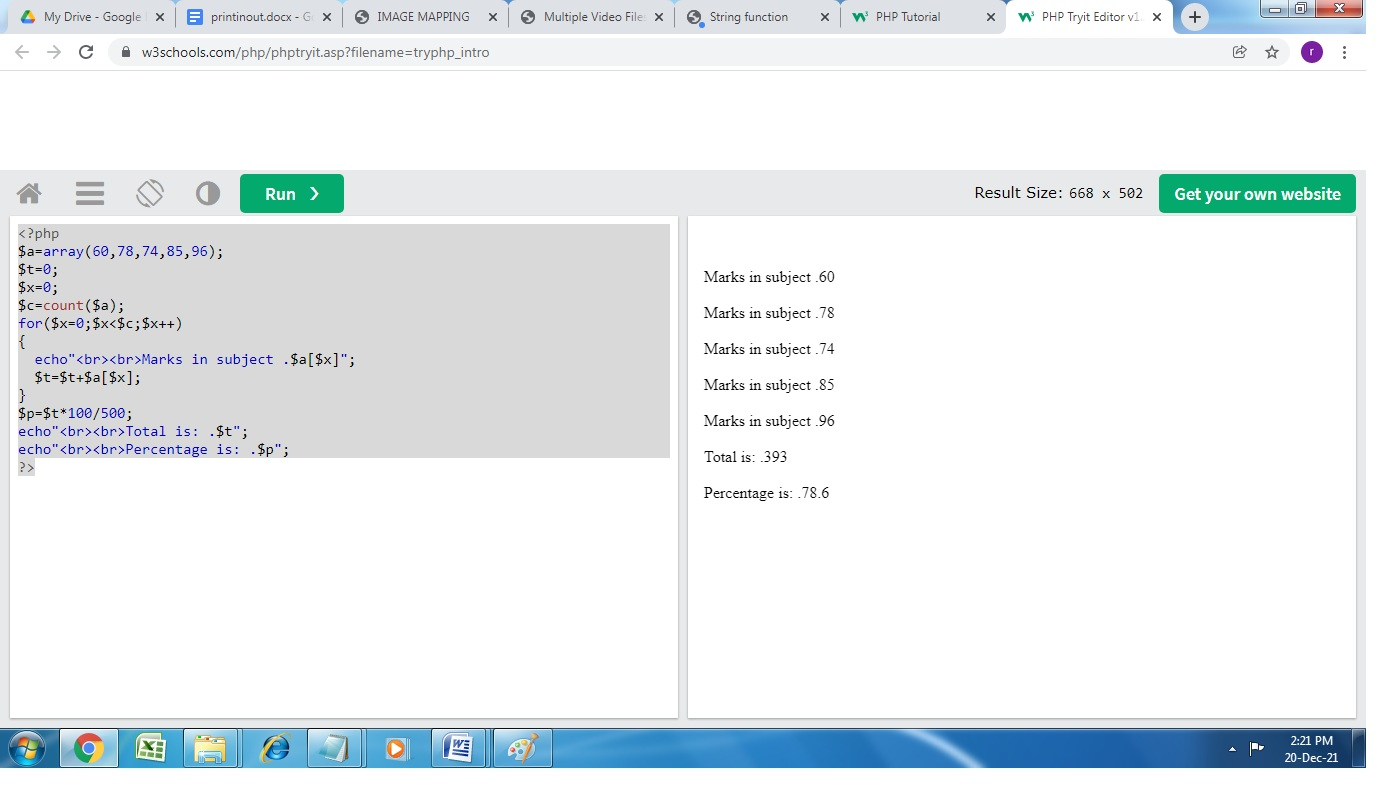 My Drive - Google
printinout.docx - G
IMAGE MAPPING
Multiple Video File
String function
PHP Tutorial
PHP Tryit Editor v1.
w3schools.com/php/phptryit.asp?filename=tryphp_intro
r
Run ❯
Result Size: 668 x 502
Get your own website
<?php
$a=array(60,78,74,85,96);
$t=0;
$x=0;
$c=count($a);
for($x=0;$x<$c;$x++)
{
  echo"<br><br>Marks in subject .$a[$x]";
  $t=$t+$a[$x];
}
$p=$t*100/500;
echo"<br><br>Total is: .$t";
echo"<br><br>Percentage is: .$p";
?>
Marks in subject .60
Marks in subject .78
Marks in subject .74
Marks in subject .85
Marks in subject .96
Total is: .393
Percentage is: .78.6
2:21 PM
20-Dec-21